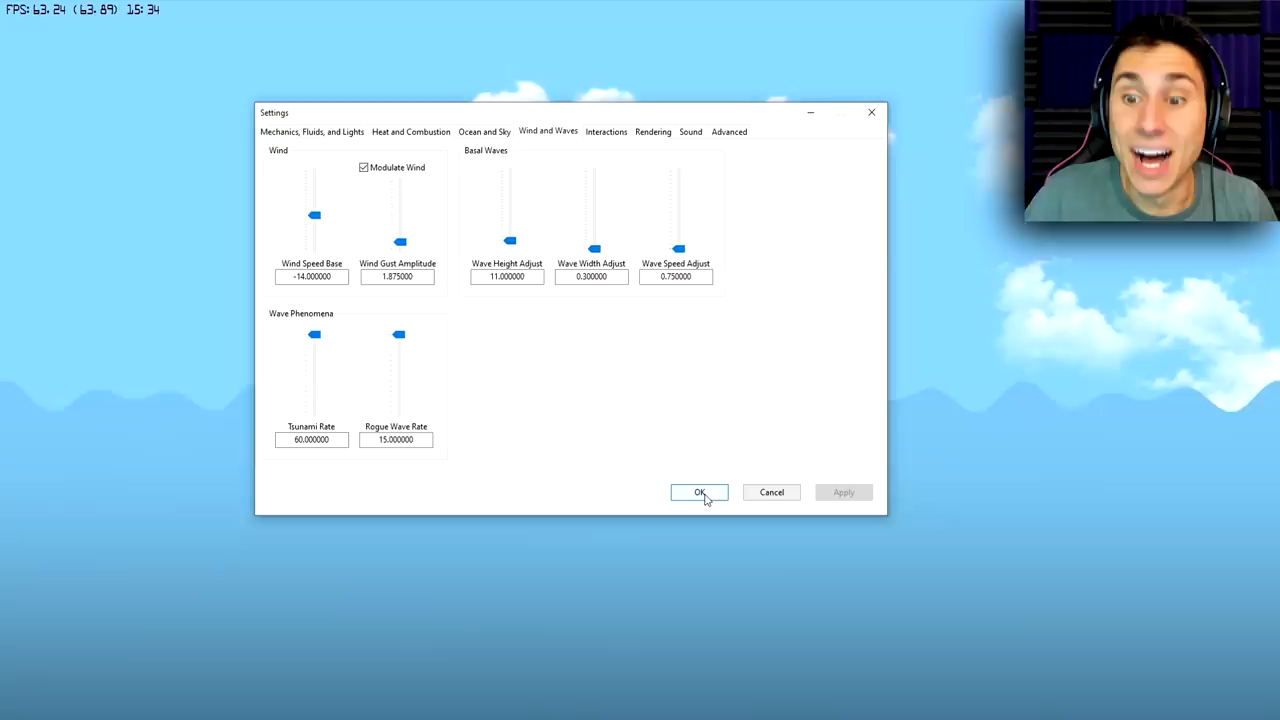 FPS: 63.24 (63.89) 15:34
Settings
Mechanics, Fluids, and Lights Heat and Combustion Ocean and Sky Wind and Waves Interactions Rendering Sound Advanced
Wind
Basal Waves
Modulate Wind
Wind Speed Base Wind Gust Amplitude Wave Height Adjust Wave Width Adjust Wave Speed Adjust
-14.000000 1.875000 11.000000 0.300000 0.750000
Wave Phenomena
Tsunami Rate Rogue Wave Rate
60.000000 15.000000
OK Cancel Apply